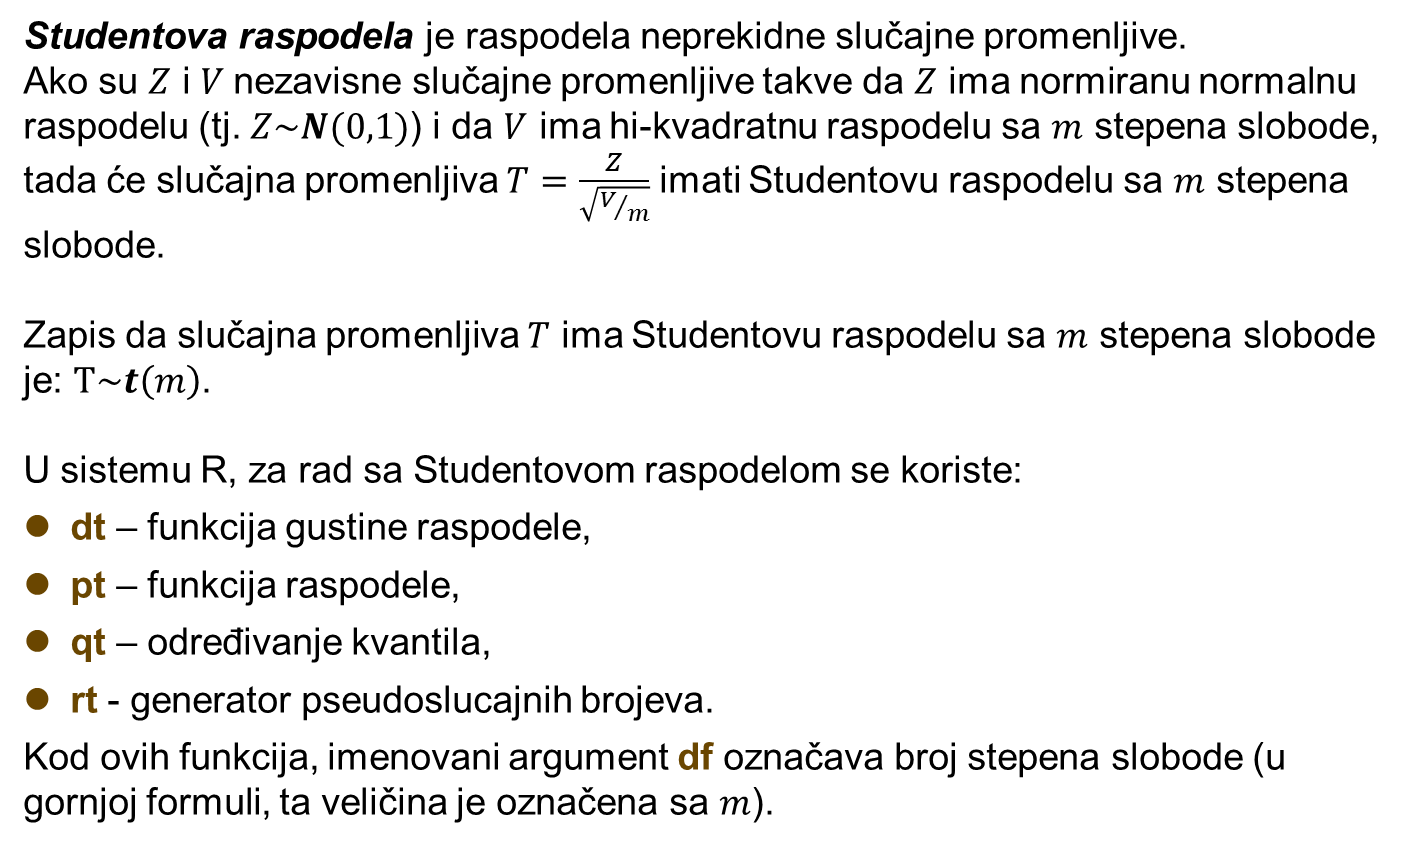 Studentova raspodela je raspodela neprekidne slučajne promenljive.
Ako su Z i V nezavisne slučajne promenljive takve da Z ima normiranu normalnu
raspodelu (tj. Z~N(0,1)) i da V ima hi-kvadratnu raspodelu sa m stepena slobode,
tada će slučajna promenljiva T = Z/√(V/m) imati Studentovu raspodelu sa m stepena
slobode.
Zapis da slučajna promenljiva T ima Studentovu raspodelu sa m stepena slobode
je: T~t(m).
U sistemu R, za rad sa Studentovom raspodelom se koriste:
● dt – funkcija gustine raspodele,
● pt – funkcija raspodele,
● qt – određivanje kvantila,
● rt - generator pseudoslucajnih brojeva.
Kod ovih funkcija, imenovani argument df označava broj stepena slobode (u
gornjoj formuli, ta veličina je označena sa m).